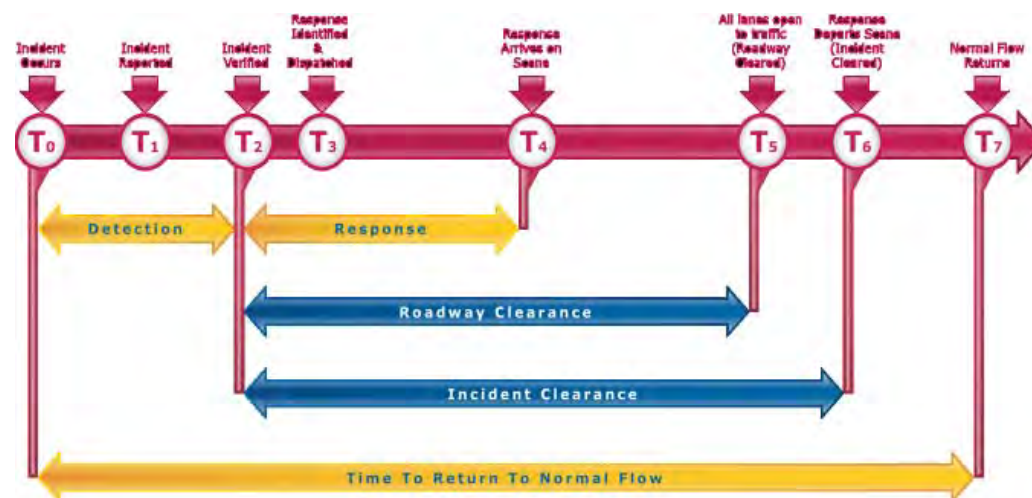 Incident
Occurs
Incident
Reported
Incident
Verified
Response
Identified
&
Dispatched
Response
Arrives on
Scene
All lanes open
to traffic
(Roadway
Cleared)
Response
Departs Scene
(Incident
Cleared)
Normal Flow
Returns
T0
T1
T2
T3
T4
T5
T6
T7
Detection
Response
Roadway Clearance
Incident Clearance
Time To Return To Normal Flow